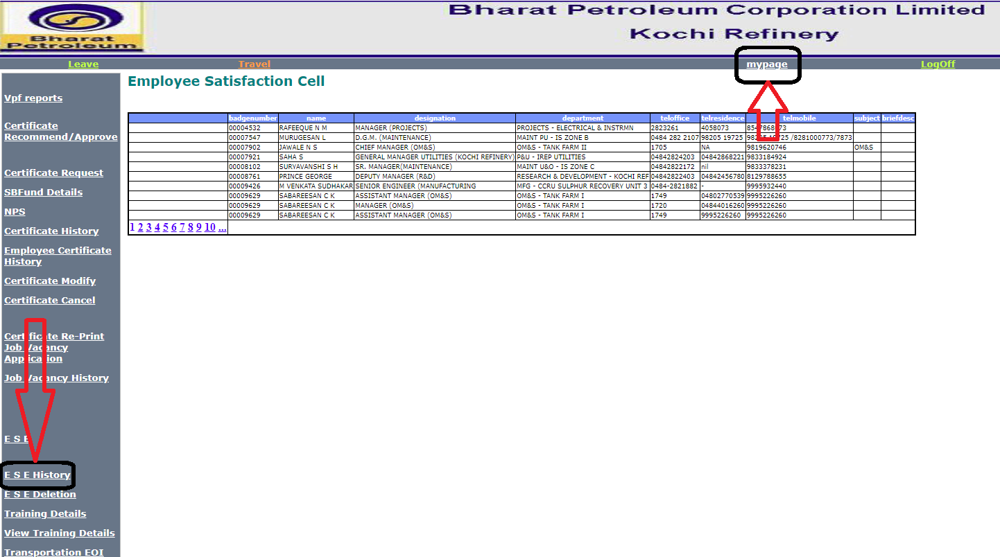 Bharat Petroleum Corporation Limited
Kochi Refinery
Bharat
Petroleum
Leave Travel mypage LogOff
Employee Satisfaction Cell
Vpf reports
Certificate
Recommend/Approve
Certificate Request
SBFund Details
NPS
Certificate History
Employee Certificate
History
Certificate Modify
Certificate Cancel
Certificate Re-Print
Job Vacancy
Application
Job Vacancy History
E S E
E S E History
E S E Deletion
Training Details
View Training Details
Transportation EOI
badgenumber name designation department teloffice telresidence telmobile subject briefdesc
00004532 RAFEEQUE N M MANAGER (PROJECTS) PROJECTS - ELECTRICAL & INSTRMN 2823261 4058073
00007547 MURUGESAN L D.G.M. (MAINTENANCE) MAINT PU - IS ZONE B 0484 282 2107 98205 19725 /8281000773/7873
00007902 JAWALE N S CHIEF MANAGER (OM&S) OM&S - TANK FARM II 1705 NA 9819620746 OM&S
00007921 SAHA S GENERAL MANAGER UTILITIES (KOCHI REFINERY) P&U - IREP UTILITIES 04842824203 04842868221 9833184924
00008102 SURYAVANSHI S H SR. MANAGER(MAINTENANCE) MAINT U&O - IS ZONE C 04842822172 nil 9833378231
00008761 PRINCE GEORGE DEPUTY MANAGER (R&D) RESEARCH & DEVELOPMENT - KOCHI REF 04842822403 04842456780 8129788655
00009426 M VENKATA SUDHAKAR SENIOR ENGINEER (MANUFACTURING MFG - CCRU SULPHUR RECOVERY UNIT 3 0484-2821882 - 9995932440
00009629 SABAREESAN C K ASSISTANT MANAGER (OM&S) OM&S - TANK FARM I 1749 04802770539 9995226260
00009629 SABAREESAN C K MANAGER (OM&S) OM&S - TANK FARM I 1720 04844016260 9995226260
00009629 SABAREESAN C K ASSISTANT MANAGER (OM&S) OM&S - TANK FARM I 1749 9995226260 9995226260
1 2 3 4 5 6 7 8 9 10 ...